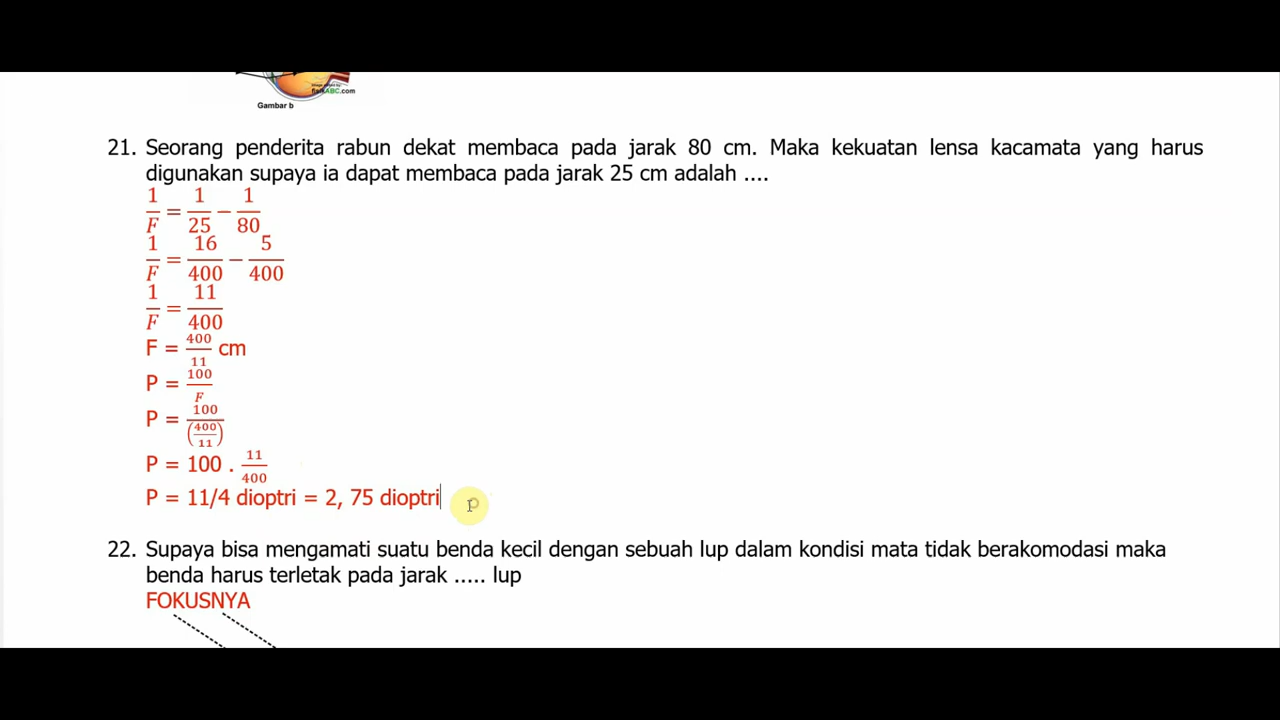 fisikABC.com
Gambar b
21. Seorang penderita rabun dekat membaca pada jarak 80 cm. Maka kekuatan lensa kacamata yang harus
digunakan supaya ia dapat membaca pada jarak 25 cm adalah ....
1/F = 1/25 − 1/80
1/F = 16/400 − 5/400
1/F = 11/400
F = 400/11 cm
P = 100/F
P = 100/(400/11)
P = 100 . 11/400
P = 11/4 dioptri = 2, 75 dioptri
22. Supaya bisa mengamati suatu benda kecil dengan sebuah lup dalam kondisi mata tidak berakomodasi maka
benda harus terletak pada jarak ..... lup
FOKUSNYA